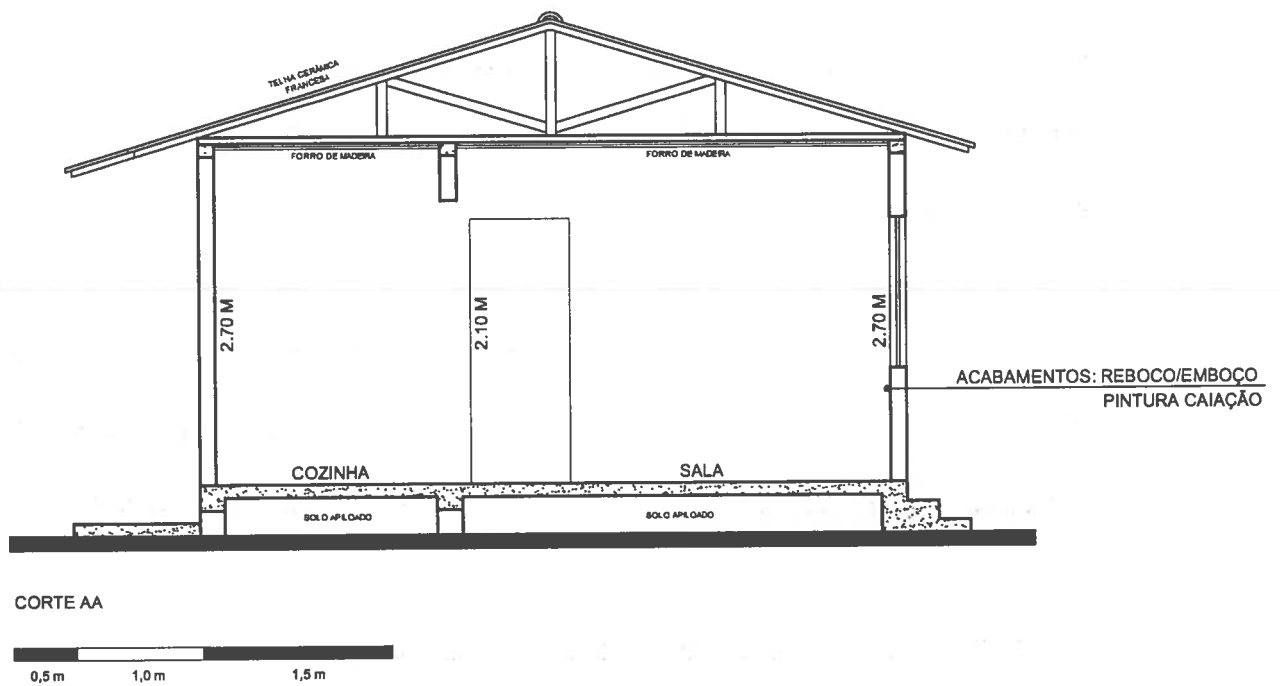 TELHA CERÂMICA
FRANCESA
FORRO DE MADEIRA
FORRO DE MADEIRA
2.70 M
2.10 M
2.70 M
ACABAMENTOS: REBOCO/EMBOÇO
PINTURA CAIAÇÃO
COZINHA
SALA
SOLO APILOADO
SOLO APILOADO
CORTE AA
0,5 m
1,0 m
1,5 m